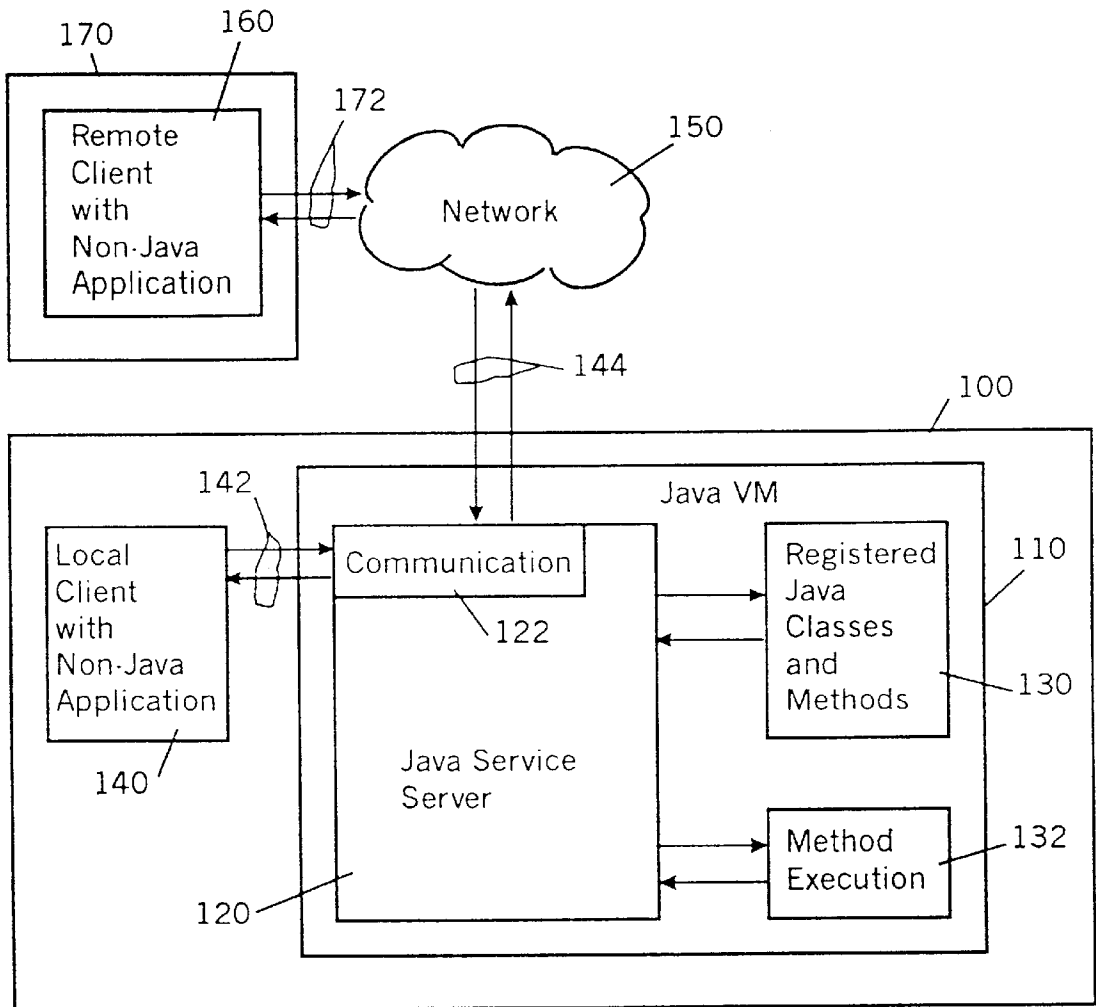 170
160
172
150
Remote
Client
with
Non-Java
Application
Network
144
100
142
Java VM
Local
Client
with
Non-Java
Application
Communication
122
Registered
Java
Classes
and
Methods
110
130
140
Java Service
Server
Method
Execution
132
120